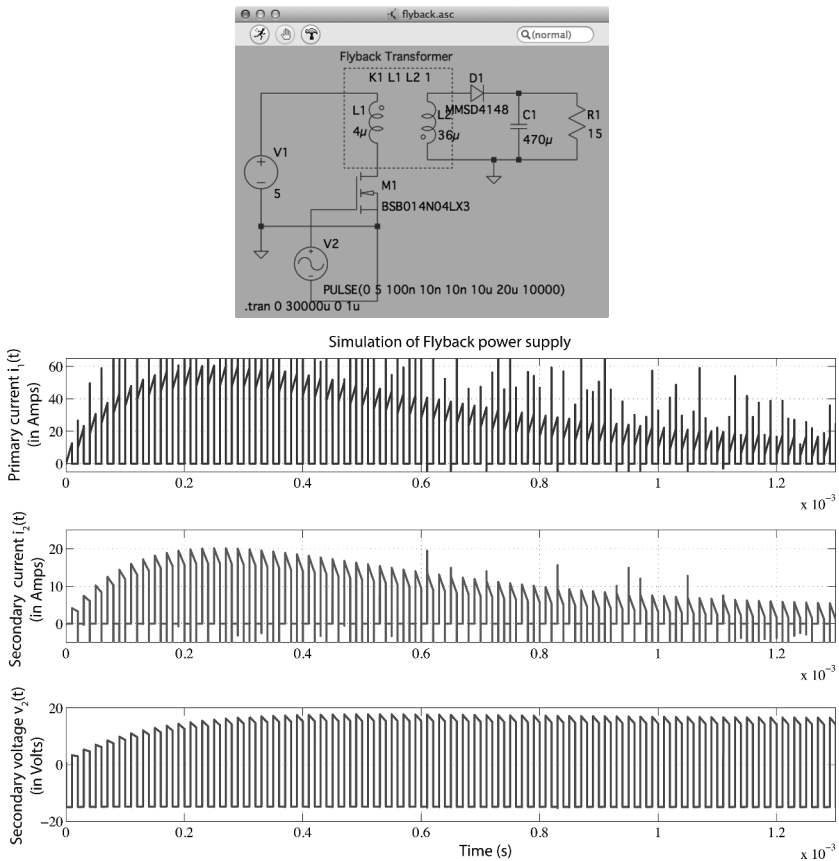 flyback.asc
(normal)
Flyback Transformer
K1 L1 L2 1
D1
MMSD4148
L1
4µ
L2
36µ
C1
470µ
R1
15
V1
5
M1
BSB014N04LX3
V2
PULSE(0 5 100n 10n 10n 10u 20u 10000)
.tran 0 30000u 0 1u
Simulation of Flyback power supply
Primary current i1(t)
(in Amps)
60
40
20
0
0 0.2 0.4 0.6 0.8 1 1.2
x 10-3
Secondary current i2(t)
(in Amps)
20
10
0
0 0.2 0.4 0.6 0.8 1 1.2
x 10-3
Secondary voltage v2(t)
(in Volts)
20
0
-20
0 0.2 0.4 0.6 0.8 1 1.2
Time (s)
x 10-3